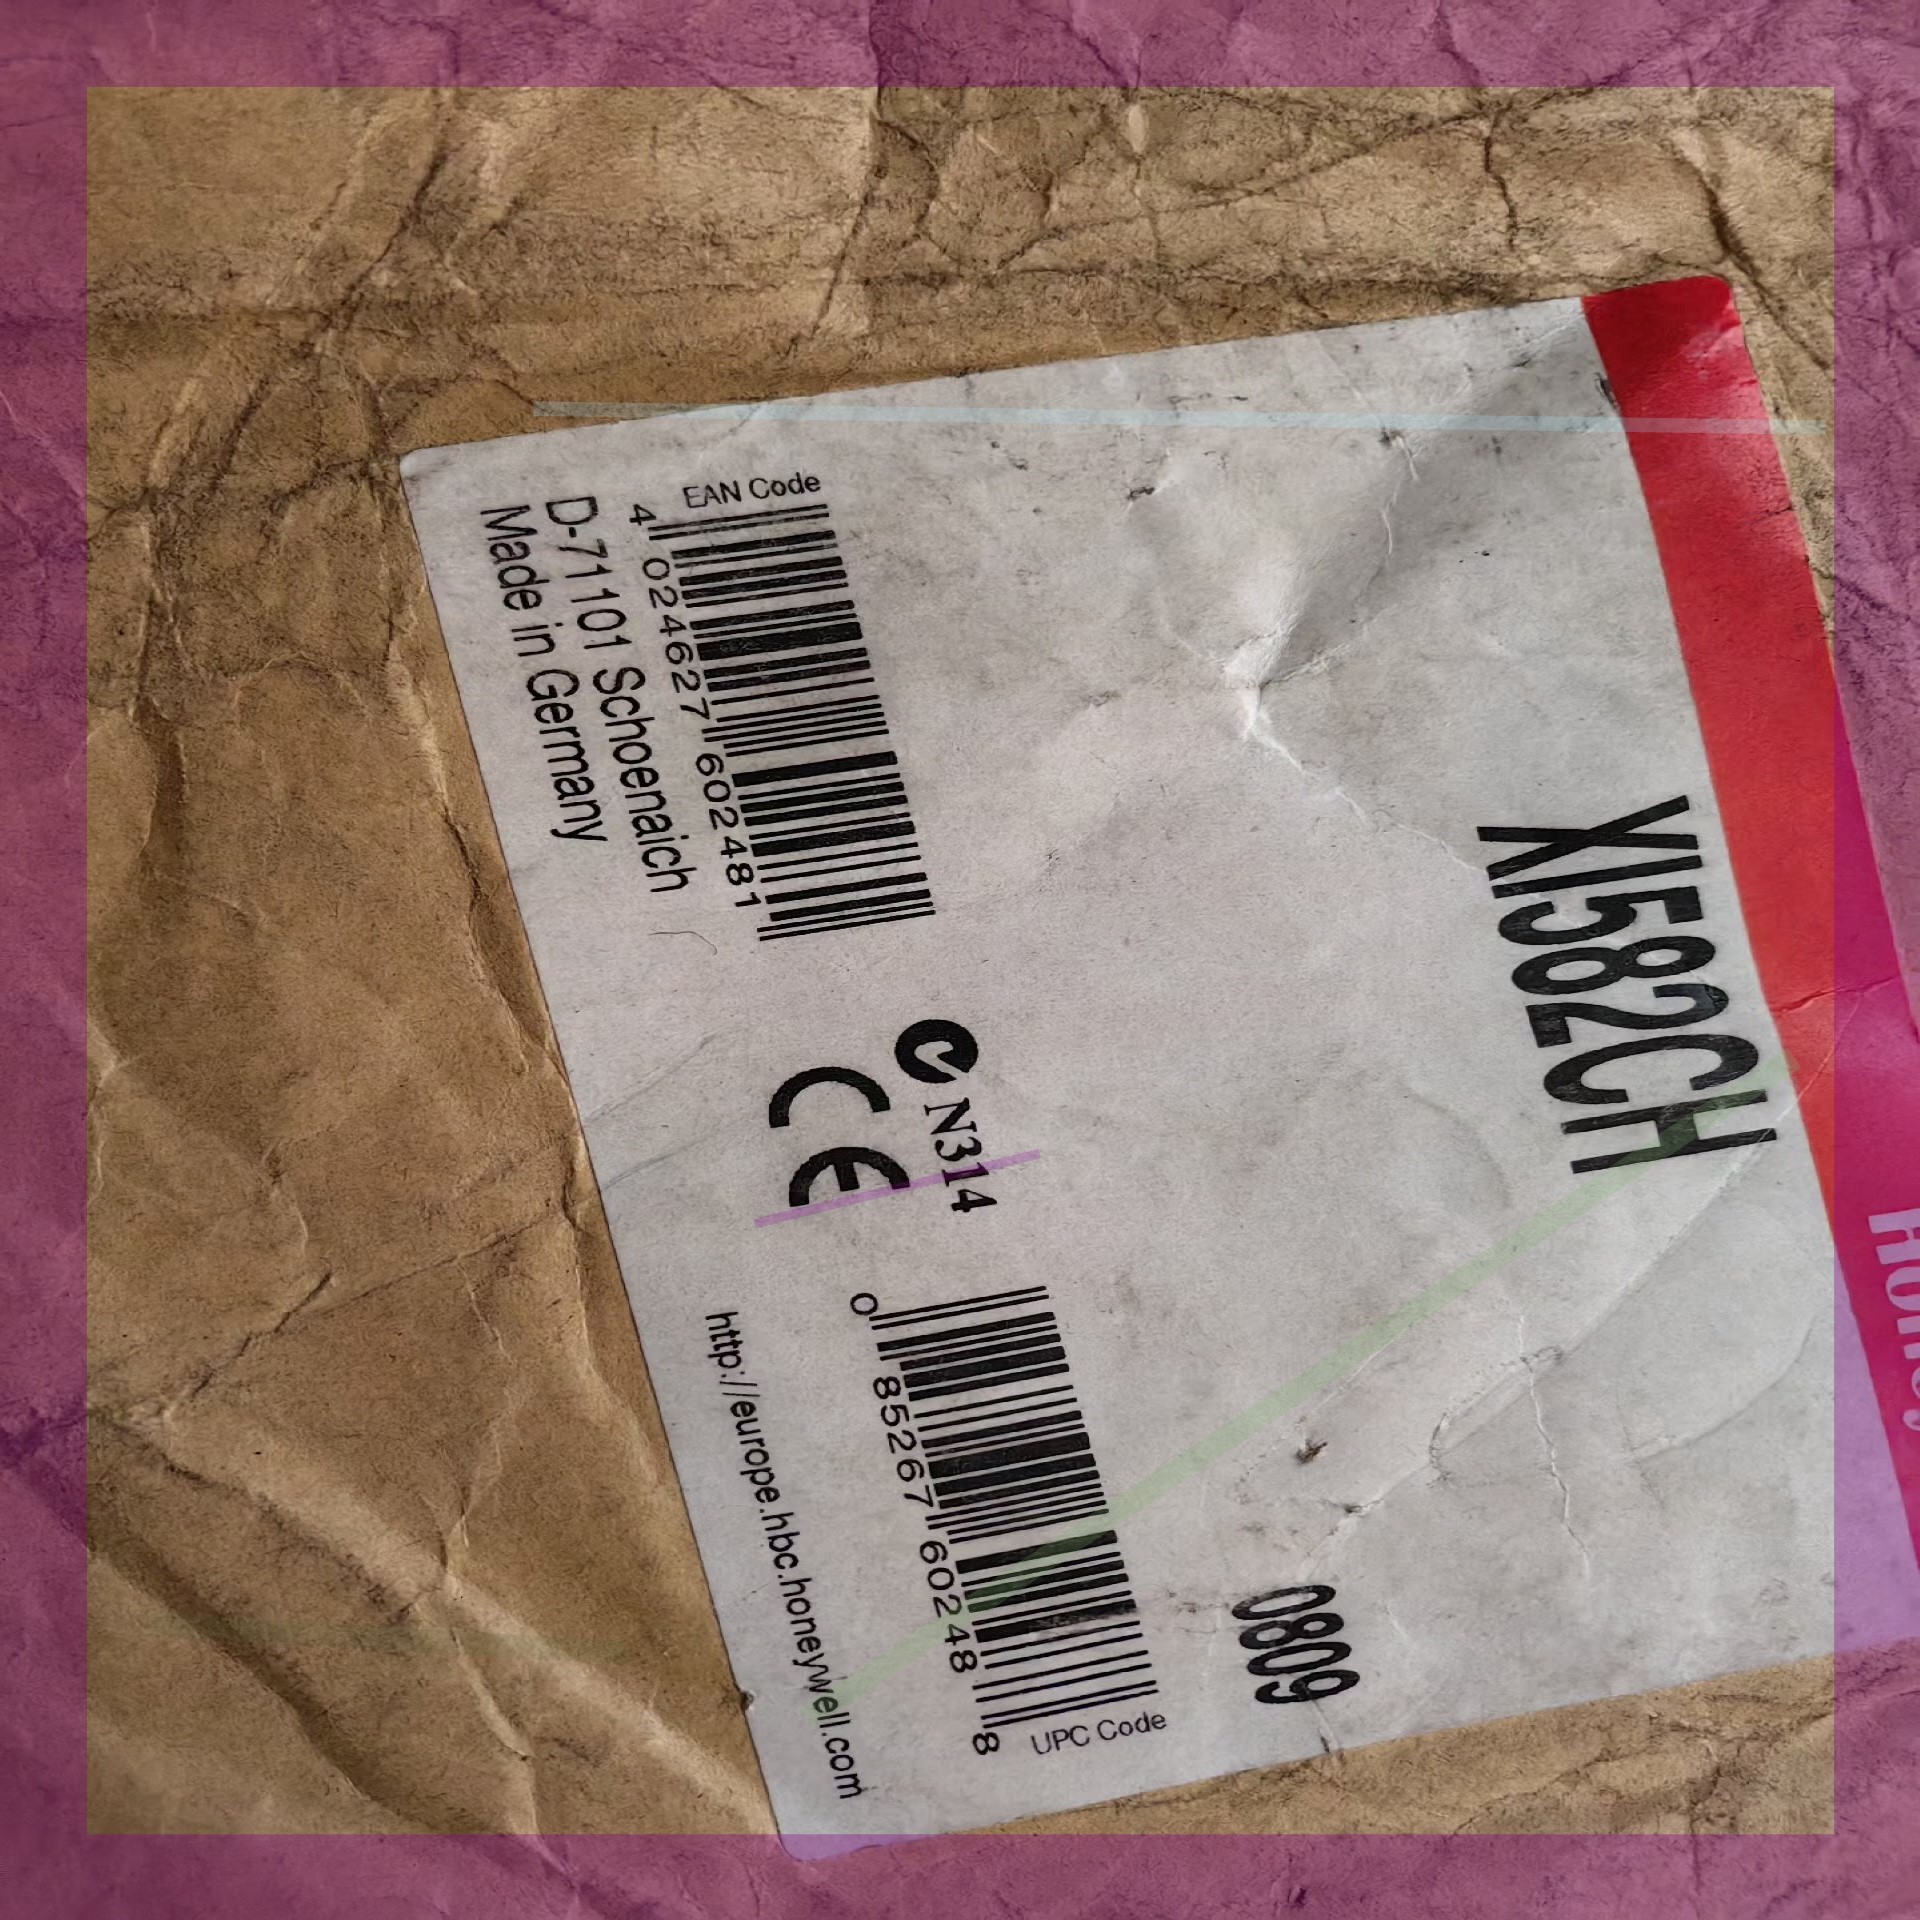 XI582CH
0809
N314
EAN Code
4 024627 602481
UPC Code
0 85267 60248 8
D-71101 Schoenaich
Made in Germany
http://europe.hbc.honeywell.com